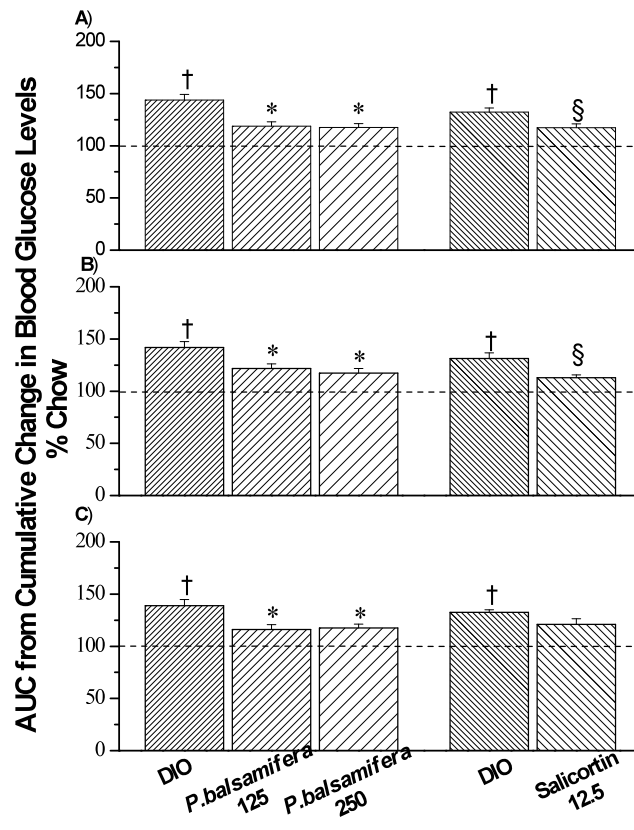 AUC from Cumulative Change in Blood Glucose Levels
% Chow
A)
200
150
100
50
0
† * * † §
B)
200
150
100
50
0
† * * † §
C)
200
150
100
50
0
† * * †
DIO
P.balsamifera
125
P.balsamifera
250
DIO
Salicortin
12.5